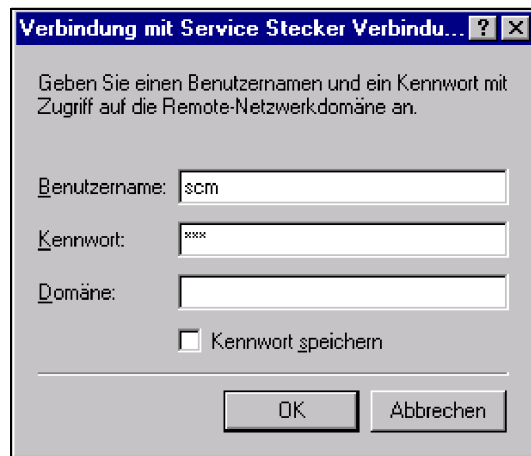 Verbindung mit Service Stecker Verbindu... ? X
Geben Sie einen Benutzernamen und ein Kennwort mit
Zugriff auf die Remote-Netzwerkdomäne an.
Benutzername: scm
Kennwort: ***
Domäne:
Kennwort speichern
OK Abbrechen